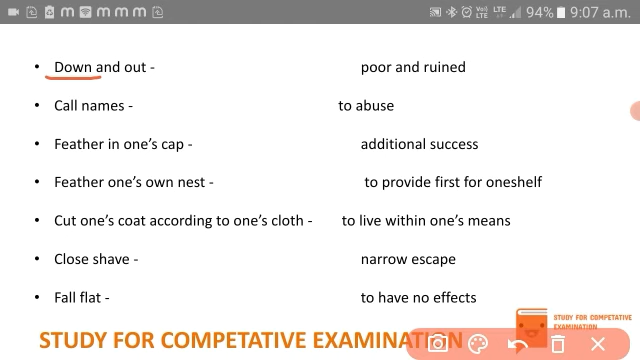 94% 9:07 a.m.
• Down and out - poor and ruined
• Call names - to abuse
• Feather in one's cap - additional success
• Feather one's own nest - to provide first for oneshelf
• Cut one's coat according to one's cloth - to live within one's means
• Close shave - narrow escape
• Fall flat - to have no effects
STUDY FOR COMPETATIVE
EXAMINATION
STUDY FOR COMPETATIVE EXAMINATION